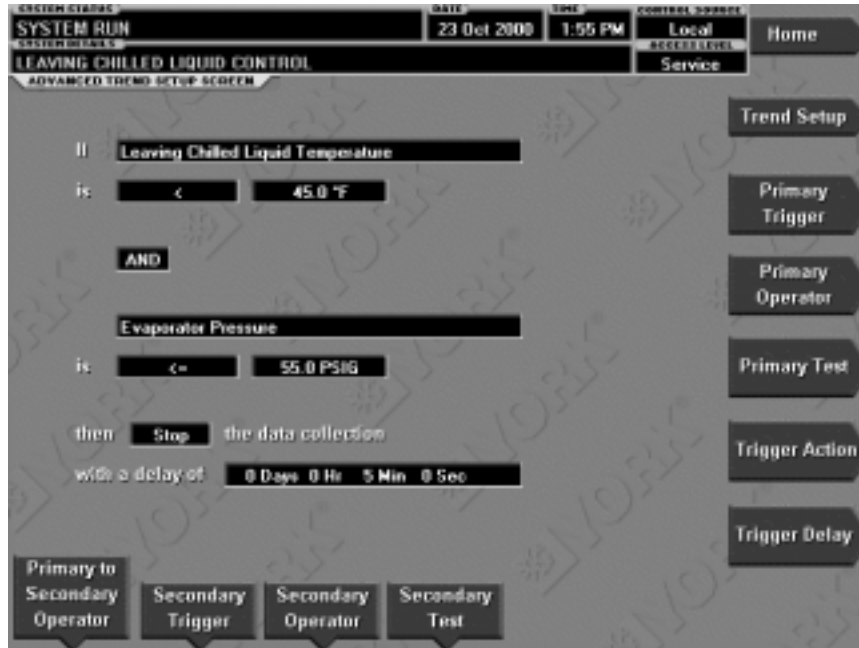 SYSTEM STATUS
SYSTEM RUN
DATE
23 Oct 2000
TIME
1:55 PM
CONTROL SOURCE
Local
SYSTEM DETAILS
LEAVING CHILLED LIQUID CONTROL
ACCESS LEVEL
Service
Home
ADVANCED TREND SETUP SCREEN
Trend Setup
If
Leaving Chilled Liquid Temperature
is
<
45.0 °F
Primary
Trigger
AND
Primary
Operator
Evaporator Pressure
is
<=
55.0 PSIG
Primary Test
then
Stop
the data collection
Trigger Action
with a delay of
0 Days 0 Hr 5 Min 0 Sec
Trigger Delay
Primary to
Secondary
Operator
Secondary
Trigger
Secondary
Operator
Secondary
Test
YORK